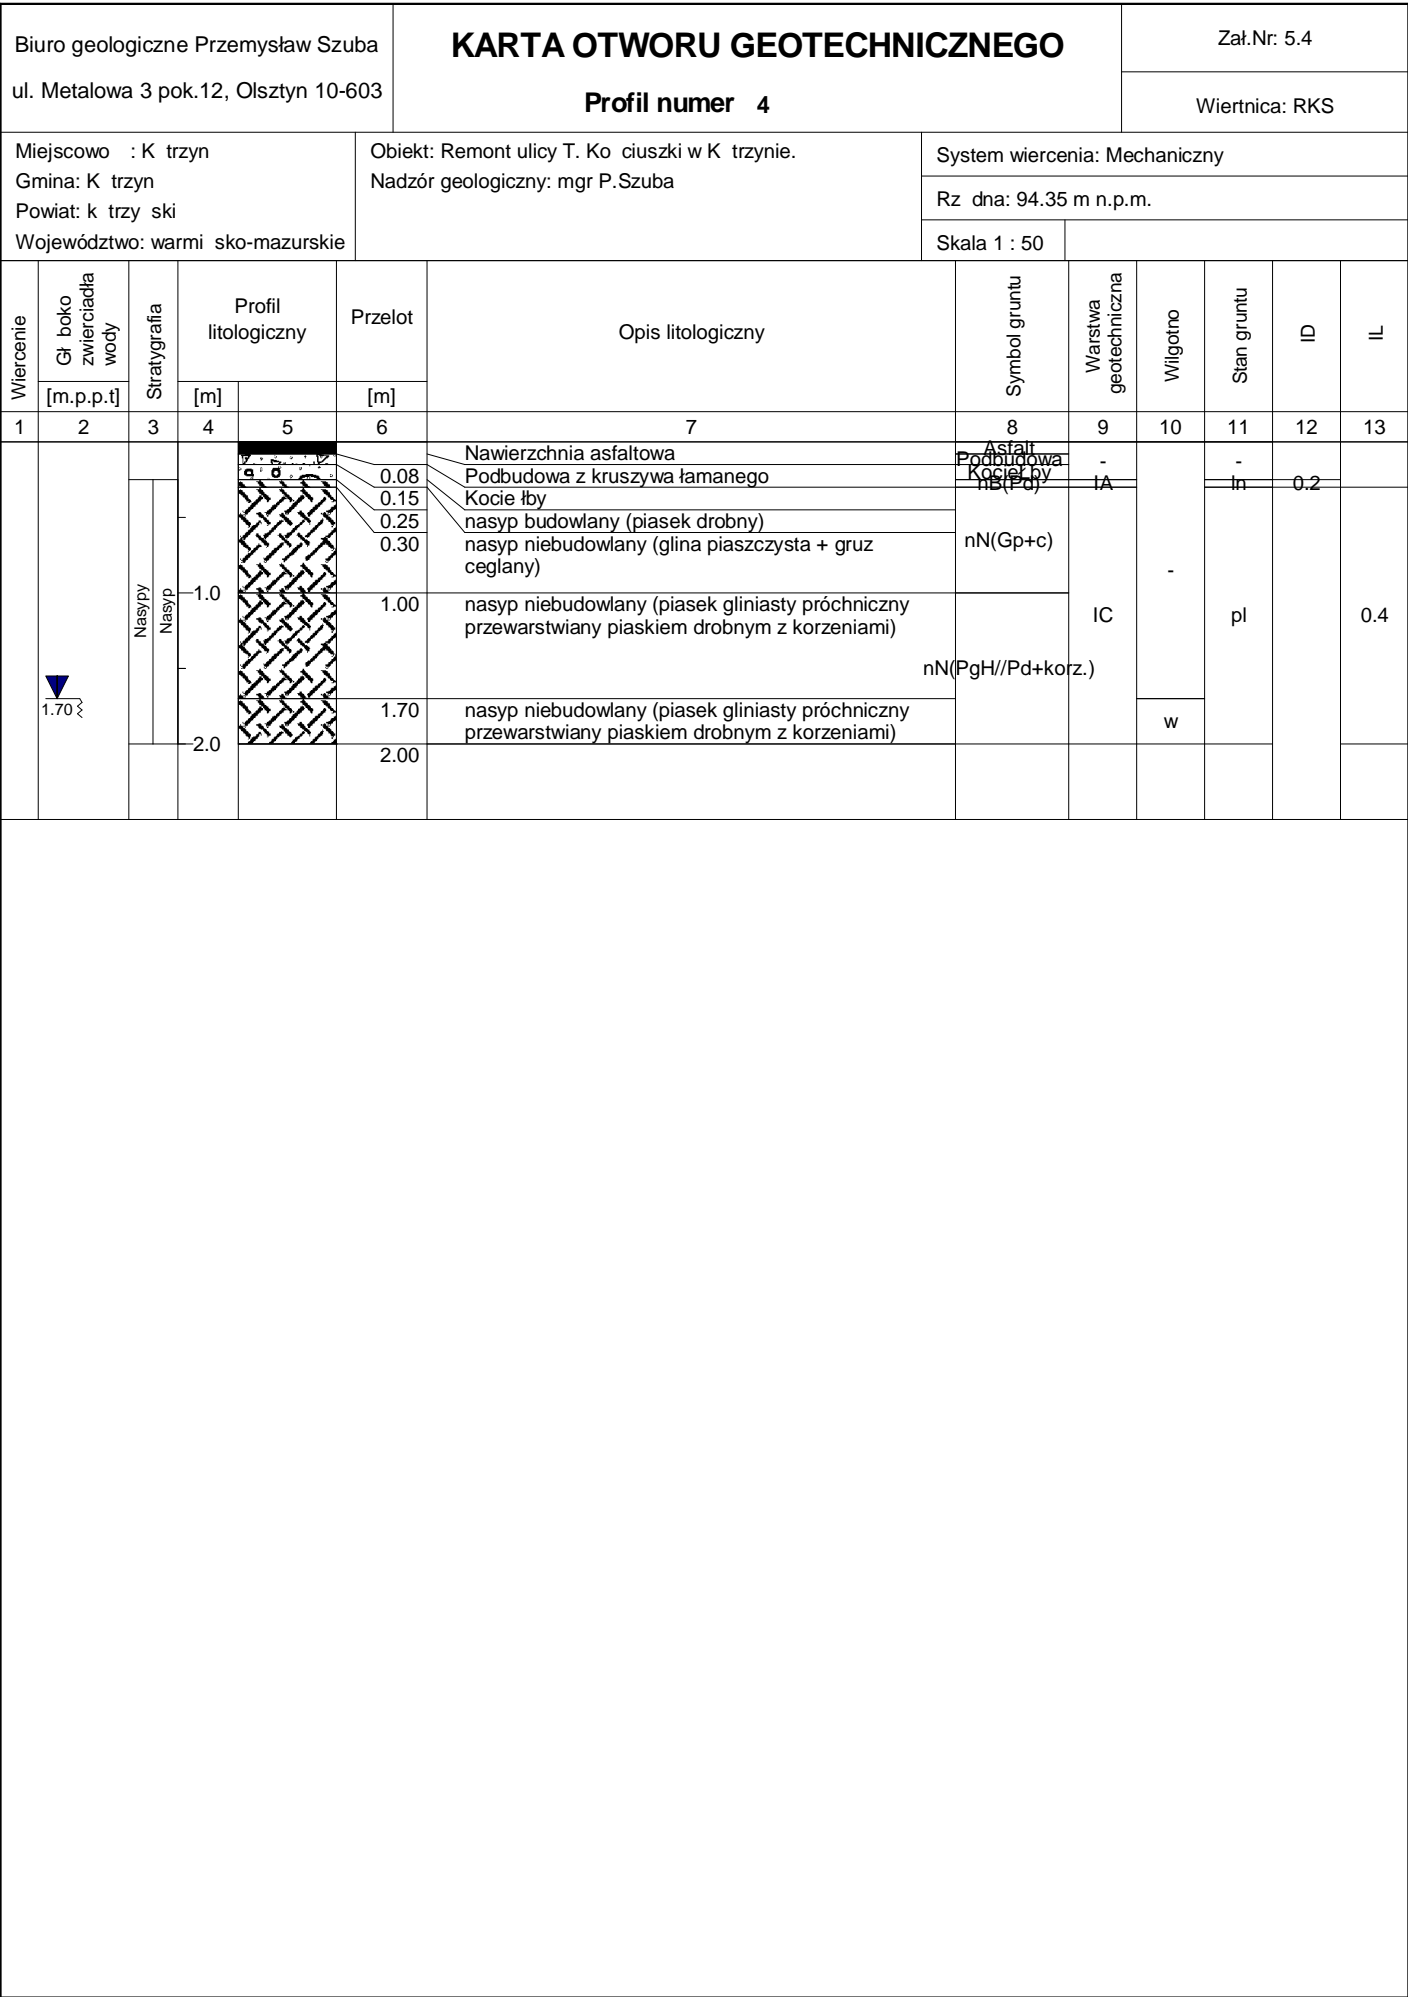 Biuro geologiczne Przemysław Szuba
ul. Metalowa 3 pok.12, Olsztyn 10-603
KARTA OTWORU GEOTECHNICZNEGO
Profil numer 4
Zał.Nr: 5.4
Wiertnica: RKS
Miejscowo : K trzyn
Gmina: K trzyn
Powiat: k trzy ski
Województwo: warmi sko-mazurskie
Obiekt: Remont ulicy T. Ko ciuszki w K trzynie.
Nadzór geologiczny: mgr P.Szuba
System wiercenia: Mechaniczny
Rz dna: 94.35 m n.p.m.
Skala 1 : 50
Wiercenie
Gł boko
zwierciadła
wody
[m.p.p.t]
Stratygrafia
Profil
litologiczny
[m]
Przelot
[m]
Opis litologiczny
Symbol gruntu
Warstwa
geotechniczna
Wilgotno
Stan gruntu
ID
IL
1 2 3 4 5 6 7 8 9 10 11 12 13
Nawierzchnia asfaltowa
Asfalt
0.08 Podbudowa z kruszywa łamanego
Podbudowa - -
0.15 Kocie łby
Kocie łby
0.25 nasyp budowlany (piasek drobny)
nB(Pd) IA ln 0.2
0.30 nasyp niebudowlany (glina piaszczysta + gruz
ceglany)
nN(Gp+c)
-
Nasypy
Nasyp
1.0
1.00 nasyp niebudowlany (piasek gliniasty próchniczny
przewarstwiany piaskiem drobnym z korzeniami)
IC pl 0.4
nN(PgH//Pd+korz.)
1.70
1.70 nasyp niebudowlany (piasek gliniasty próchniczny
przewarstwiany piaskiem drobnym z korzeniami)
w
2.0
2.00